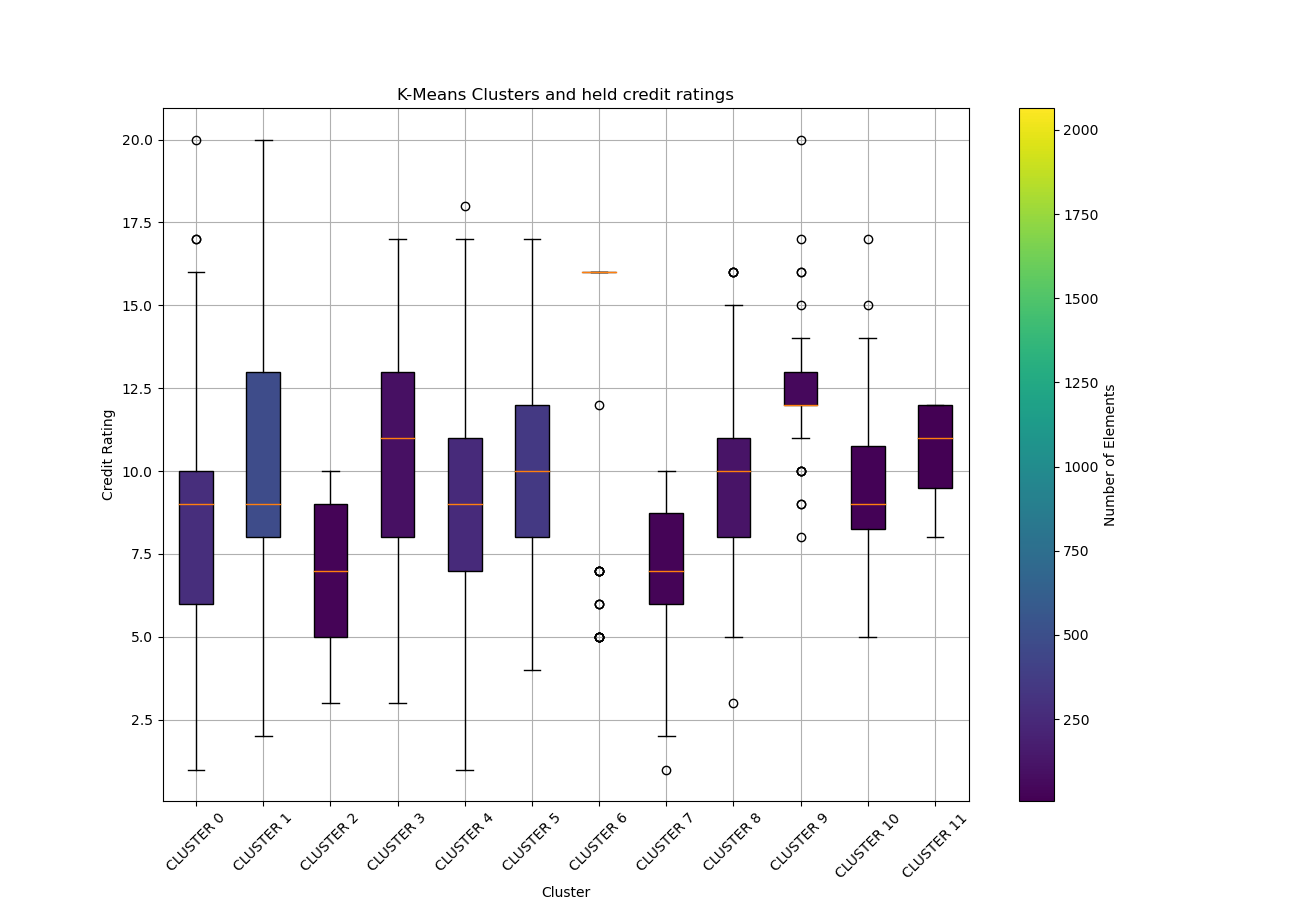 K-Means Clusters and held credit ratings
Credit Rating
20.0
17.5
15.0
12.5
10.0
7.5
5.0
2.5
CLUSTER 0
CLUSTER 1
CLUSTER 2
CLUSTER 3
CLUSTER 4
CLUSTER 5
CLUSTER 6
CLUSTER 7
CLUSTER 8
CLUSTER 9
CLUSTER 10
CLUSTER 11
Cluster
2000
1750
1500
1250
1000
750
500
250
Number of Elements